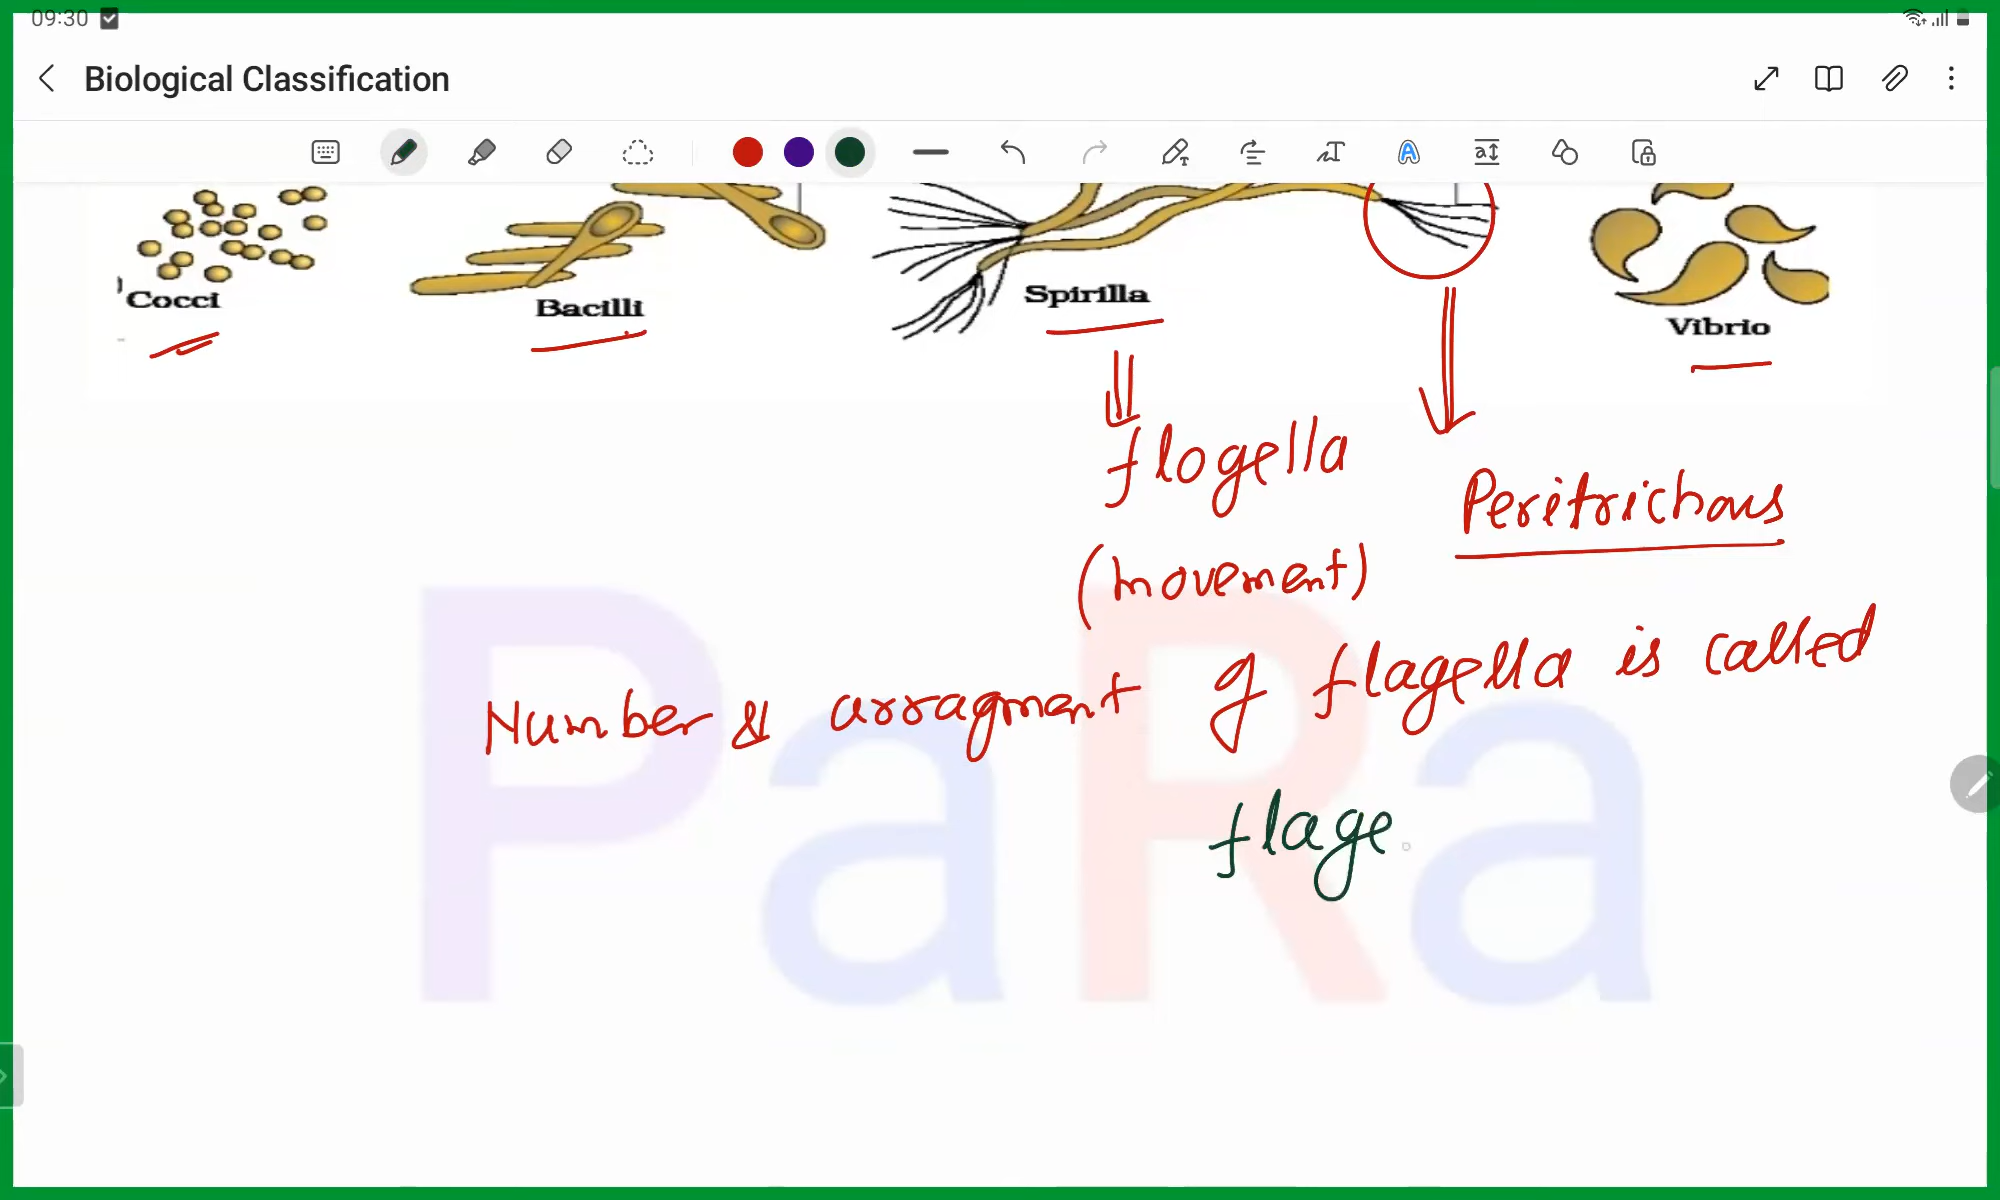 09:30
Biological Classification
Cocci
Bacilli
Spirilla
Vibrio
flogella
Peritrichous
(movement)
Number & arragment of flagella is called
flage
PaRa